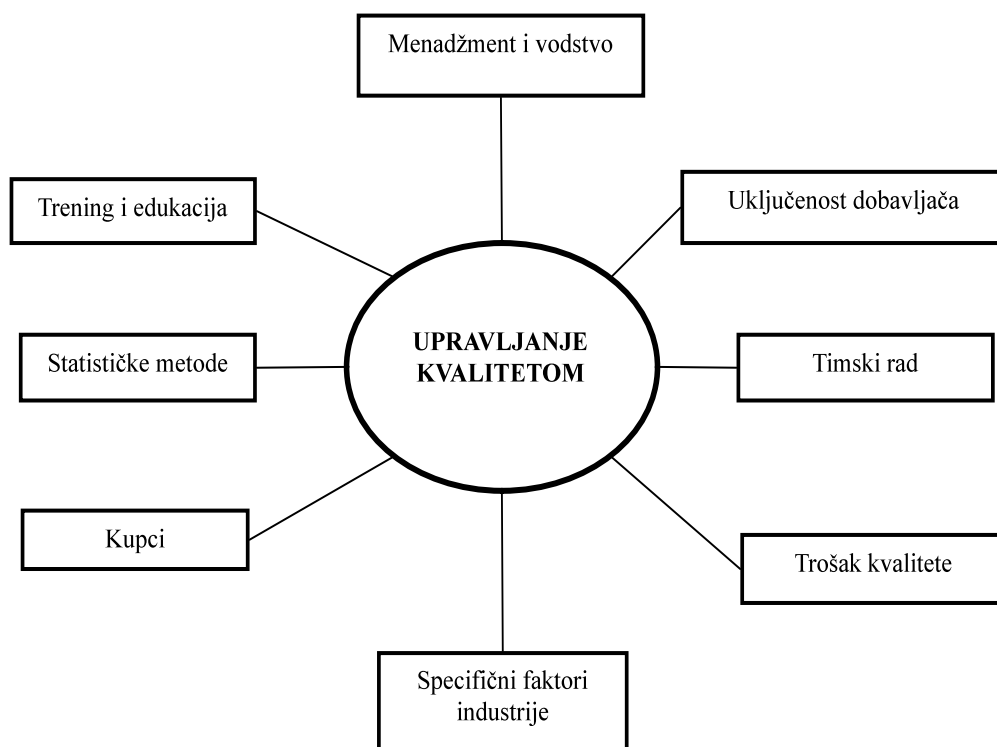 Menadžment i vodstvo
Trening i edukacija
Uključenost dobavljača
UPRAVLJANJE
KVALITETOM
Statističke metode
Timski rad
Kupci
Trošak kvalitete
Specifični faktori
industrije